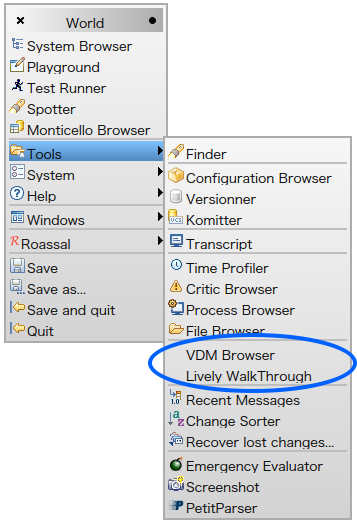 World
System Browser
Playground
Test Runner
Spotter
Monticello Browser
Tools
System
Help
Windows
Roassal
Save
Save as...
Save and quit
Quit
Finder
Configuration Browser
Versionner
Komitter
Transcript
Time Profiler
Critic Browser
Process Browser
File Browser
VDM Browser
Lively WalkThrough
Recent Messages
Change Sorter
Recover lost changes...
Emergency Evaluator
Screenshot
PetitParser